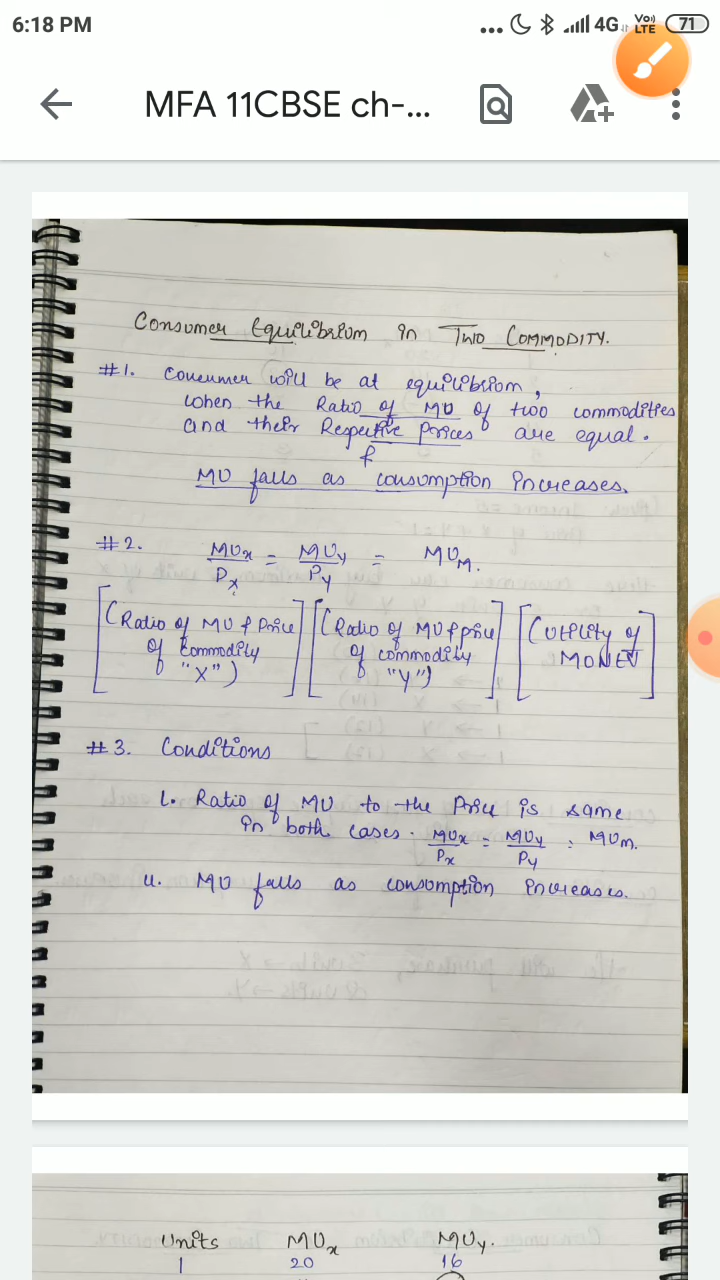 6:18 PM
... 4G Vo) LTE 71
MFA 11CBSE ch-...
Consumer Equilibrium in Two COMMODITY.
#1. Coneumer will be at equilibriom,
when the Ratio of MU of two commodities
and their Respective prices are equal.
&
MU falls as consumption increases.
#2. MUx/Px = MUy/Py = MUM.
[(Ratio of MU & Price [(Ratio of MU & price [(Utility of
of commodity of commodity MONEY
"X")] "Y")] ]
#3. Conditions
i. Ratio of MU to the Price is same
in both cases. MUx/Px = MUy/Py = MUm.
ii. MU falls as consumption increases.
Units MUx MUy.
1 20 16